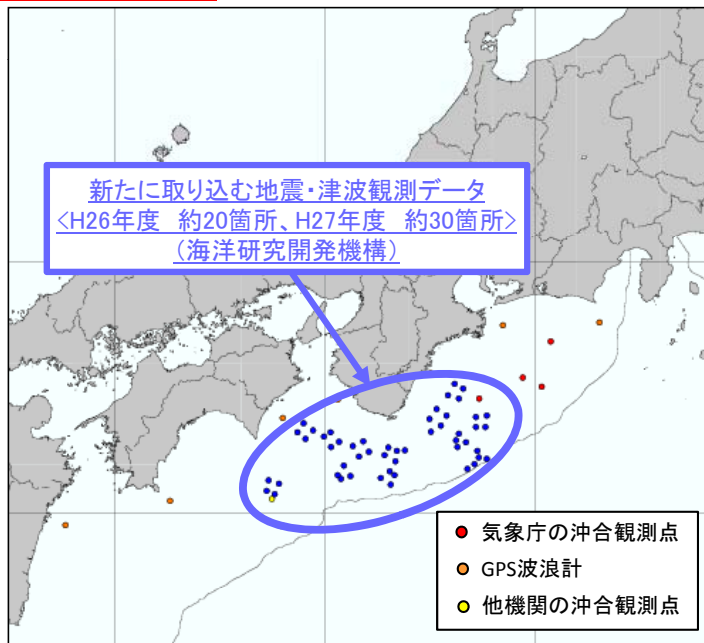 新たに取り込む地震・津波観測データ
<H26年度　約20箇所、H27年度　約30箇所>
(海洋研究開発機構)
気象庁の沖合観測点
GPS波浪計
他機関の沖合観測点